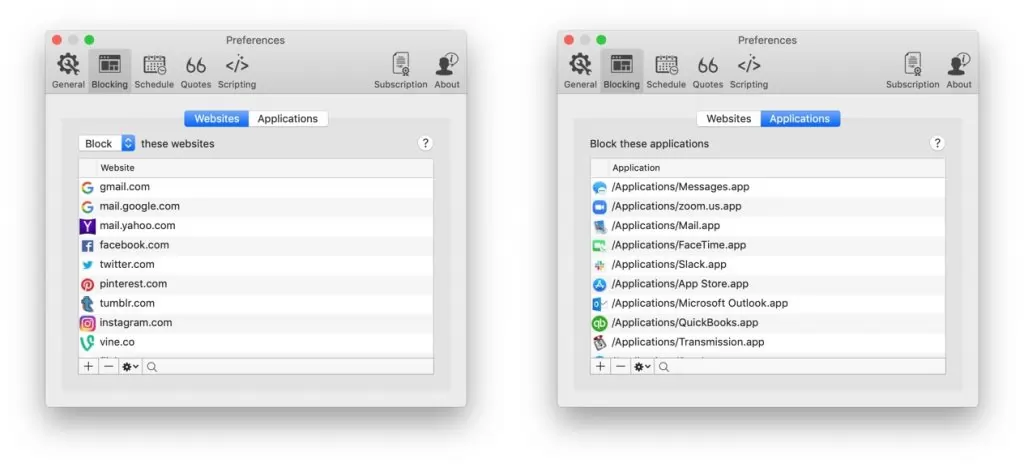 Preferences
General Blocking Schedule Quotes Scripting Subscription About
Websites Applications
Block these websites ?
Website
gmail.com
mail.google.com
mail.yahoo.com
facebook.com
twitter.com
pinterest.com
tumblr.com
instagram.com
vine.co
Preferences
General Blocking Schedule Quotes Scripting Subscription About
Websites Applications
Block these applications ?
Application
/Applications/Messages.app
/Applications/zoom.us.app
/Applications/Mail.app
/Applications/FaceTime.app
/Applications/Slack.app
/Applications/App Store.app
/Applications/Microsoft Outlook.app
/Applications/QuickBooks.app
/Applications/Transmission.app